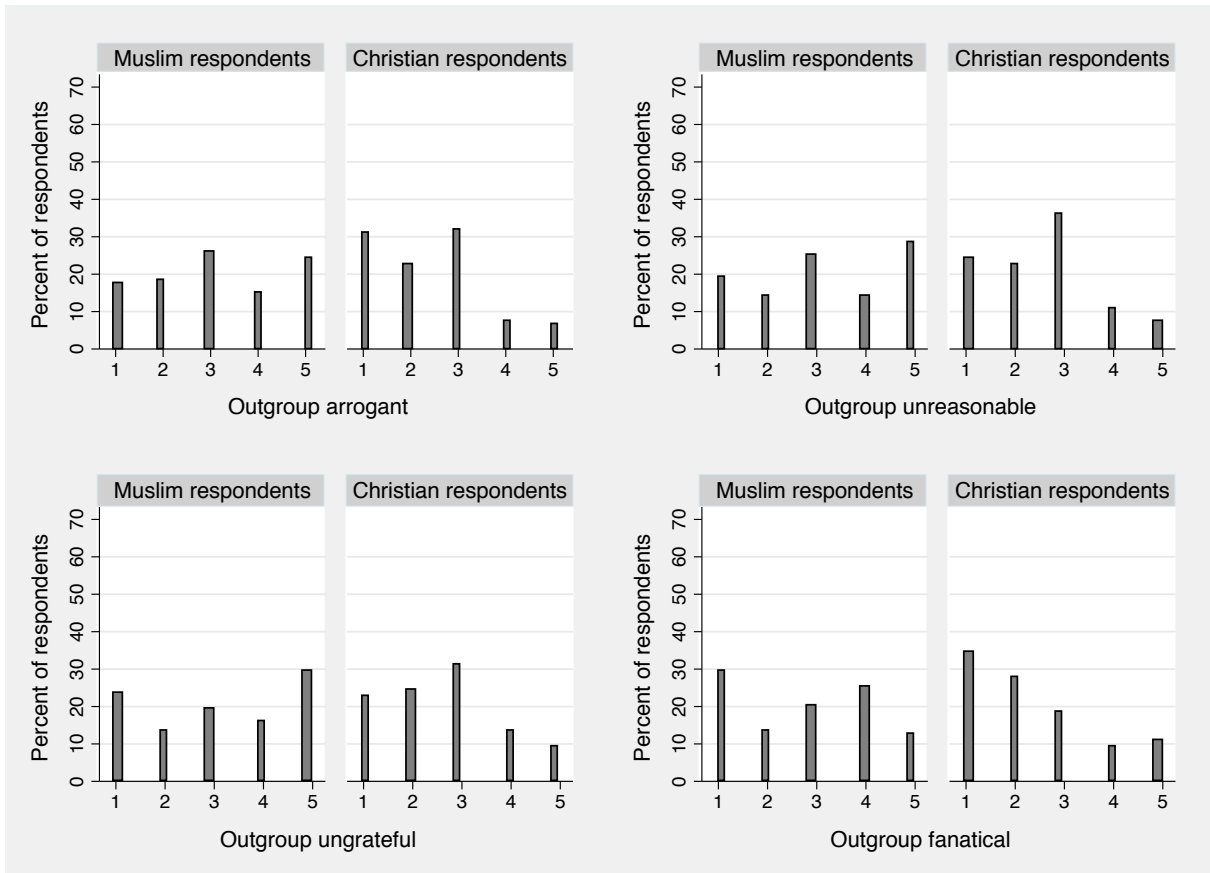 Muslim respondents Christian respondents
Percent of respondents
70
60
50
40
30
20
10
0
1 2 3 4 5 1 2 3 4 5
Outgroup arrogant
Muslim respondents Christian respondents
Percent of respondents
70
60
50
40
30
20
10
0
1 2 3 4 5 1 2 3 4 5
Outgroup unreasonable
Muslim respondents Christian respondents
Percent of respondents
70
60
50
40
30
20
10
0
1 2 3 4 5 1 2 3 4 5
Outgroup ungrateful
Muslim respondents Christian respondents
Percent of respondents
70
60
50
40
30
20
10
0
1 2 3 4 5 1 2 3 4 5
Outgroup fanatical